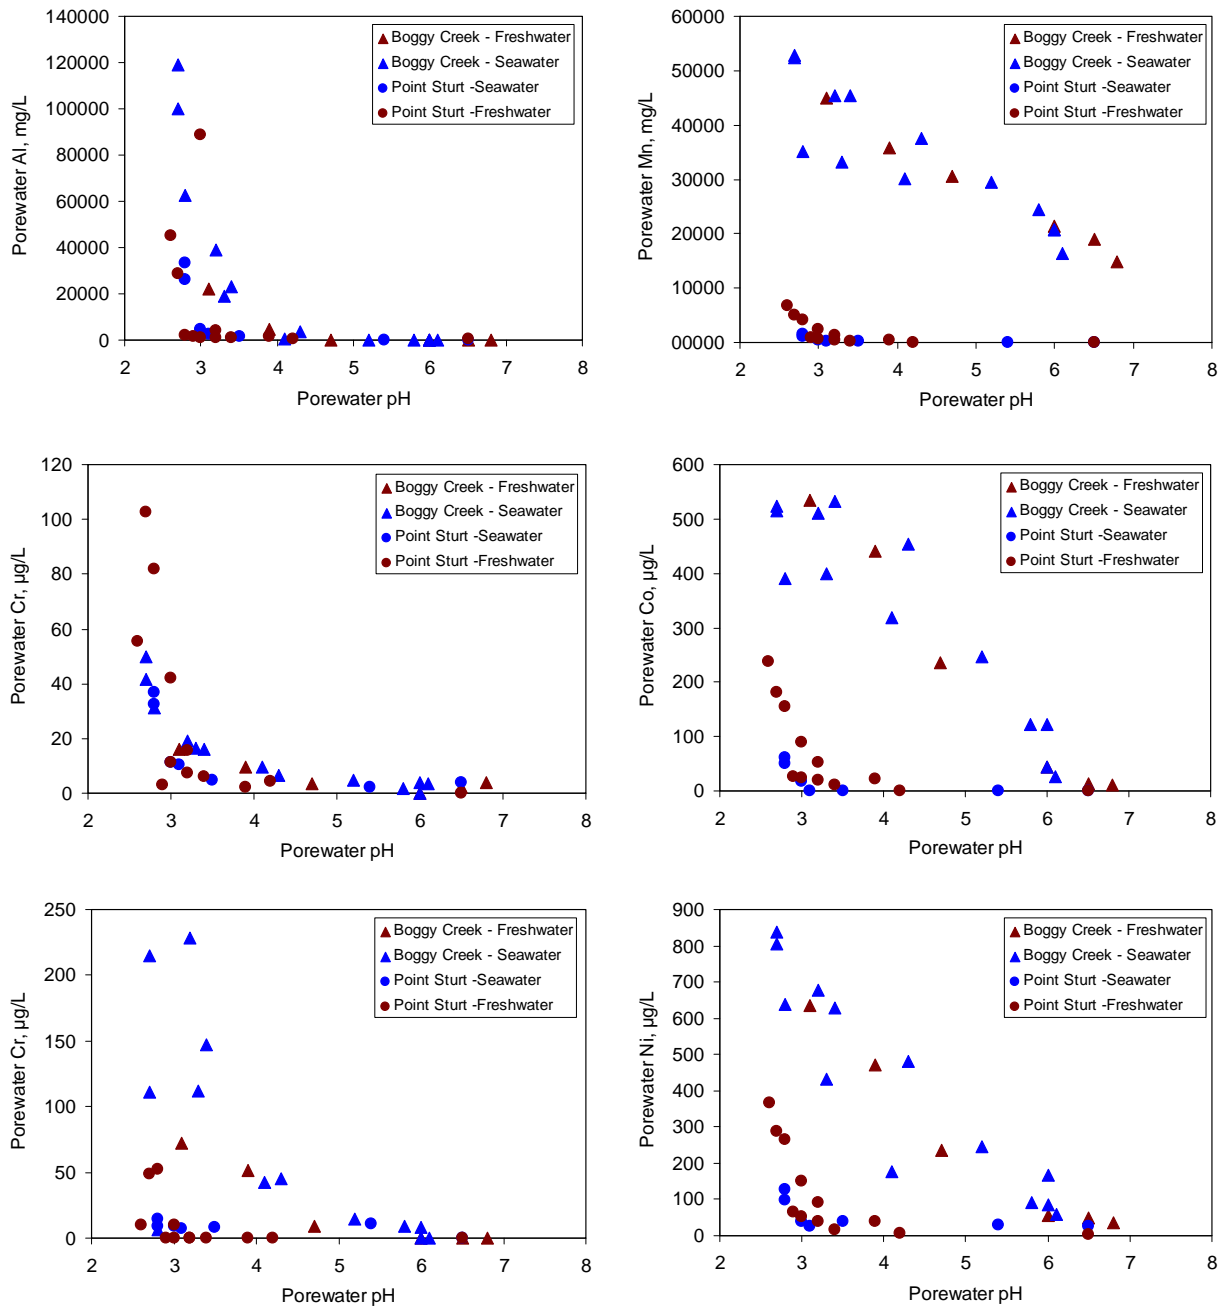 140000
120000
100000
80000
60000
40000
20000
0
2 3 4 5 6 7 8
Porewater pH
Porewater Al, mg/L
Boggy Creek - Freshwater
Boggy Creek - Seawater
Point Sturt -Seawater
Point Sturt -Freshwater
60000
50000
40000
30000
20000
10000
00000
2 3 4 5 6 7 8
Porewater pH
Porewater Mn, mg/L
Boggy Creek - Freshwater
Boggy Creek - Seawater
Point Sturt -Seawater
Point Sturt -Freshwater
120
100
80
60
40
20
0
2 3 4 5 6 7 8
Porewater pH
Porewater Cr, µg/L
Boggy Creek - Freshwater
Boggy Creek - Seawater
Point Sturt -Seawater
Point Sturt -Freshwater
600
500
400
300
200
100
0
2 3 4 5 6 7 8
Porewater pH
Porewater Co, µg/L
Boggy Creek - Freshwater
Boggy Creek - Seawater
Point Sturt -Seawater
Point Sturt -Freshwater
250
200
150
100
50
0
2 3 4 5 6 7 8
Porewater pH
Porewater Cr, µg/L
Boggy Creek - Freshwater
Boggy Creek - Seawater
Point Sturt -Seawater
Point Sturt -Freshwater
900
800
700
600
500
400
300
200
100
0
2 3 4 5 6 7 8
Porewater pH
Porewater Ni, µg/L
Boggy Creek - Freshwater
Boggy Creek - Seawater
Point Sturt -Seawater
Point Sturt -Freshwater